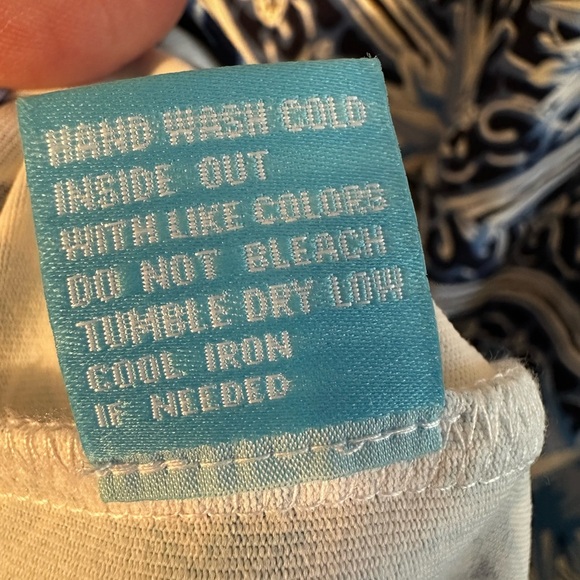 HAND WASH COLD
INSIDE OUT
WITH LIKE COLORS
DO NOT BLEACH
TUMBLE DRY LOW
COOL IRON
IF NEEDED